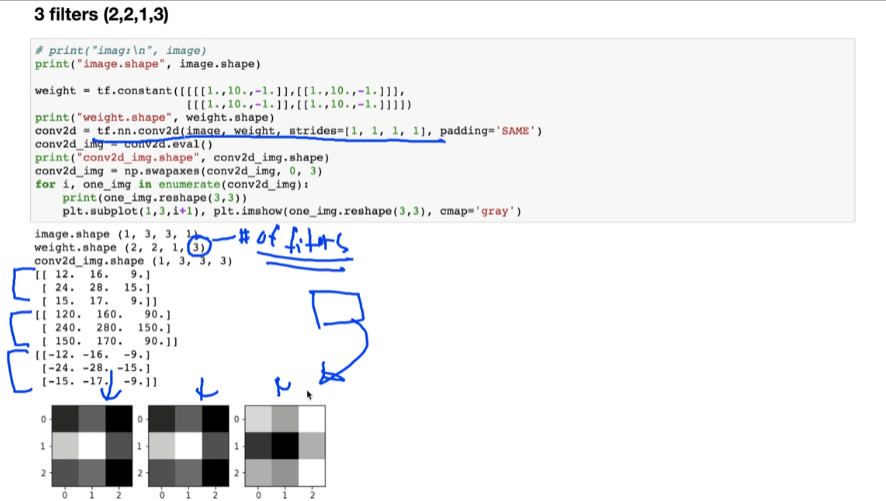 3 filters (2,2,1,3)
# print("imag:\n", image)
print("image.shape", image.shape)
weight = tf.constant([[[[1.,10.,-1.]],[[1.,10.,-1.]]],
[[[1.,10.,-1.]],[[1.,10.,-1.]]]])
print("weight.shape", weight.shape)
conv2d = tf.nn.conv2d(image, weight, strides=[1, 1, 1, 1], padding='SAME')
conv2d_img = conv2d.eval()
print("conv2d_img.shape", conv2d_img.shape)
conv2d_img = np.swapaxes(conv2d_img, 0, 3)
for i, one_img in enumerate(conv2d_img):
print(one_img.reshape(3,3))
plt.subplot(1,3,i+1), plt.imshow(one_img.reshape(3,3), cmap='gray')
image.shape (1, 3, 3, 1)
weight.shape (2, 2, 1, 3) # of filters
conv2d_img.shape (1, 3, 3, 3)
[[ 12. 16. 9.]
[ 24. 28. 15.]
[ 15. 17. 9.]]
[[ 120. 160. 90.]
[ 240. 280. 150.]
[ 150. 170. 90.]]
[[-12. -16. -9.]
[-24. -28. -15.]
[-15. -17. -9.]]
0 0 0
1 1 1
2 2 2
0 1 2 0 1 2 0 1 2